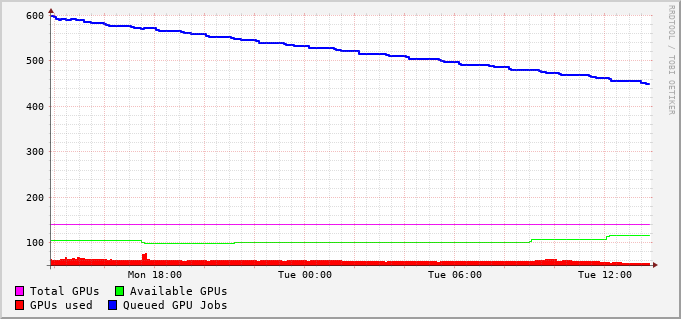 600
500
400
300
200
100
Mon 18:00 Tue 00:00 Tue 06:00 Tue 12:00
Total GPUs Available GPUs
GPUs used Queued GPU Jobs
RRDTOOL / TOBI OETIKER